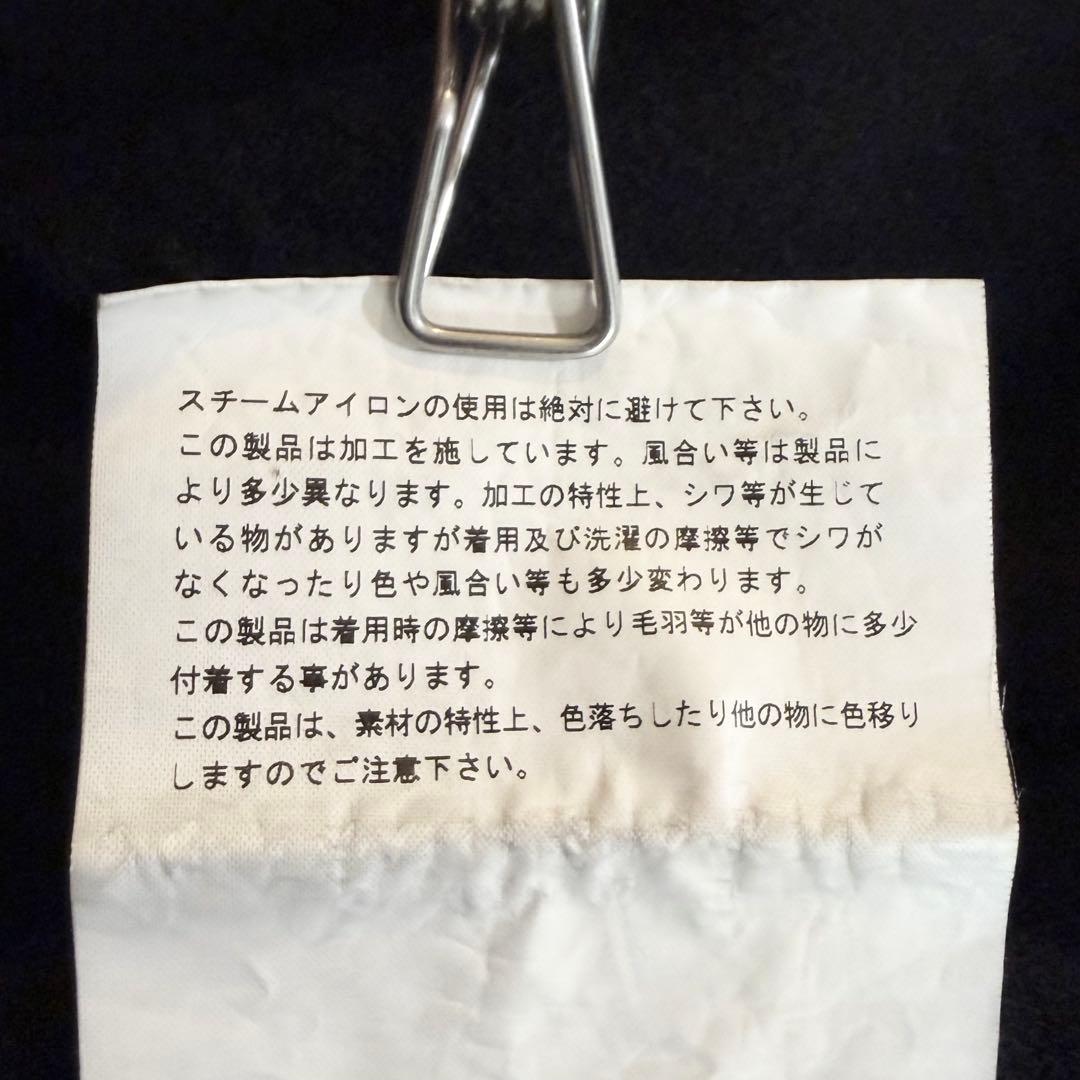 スチームアイロンの使用は絶対に避けて下さい。
この製品は加工を施しています。風合い等は製品に
より多少異なります。加工の特性上、シワ等が生じて
いる物がありますが着用及び洗濯の摩擦等でシワが
なくなったり色や風合い等も多少変わります。
この製品は着用時の摩擦等により毛羽等が他の物に多少
付着する事があります。
この製品は、素材の特性上、色落ちしたり他の物に色移り
しますのでご注意下さい。